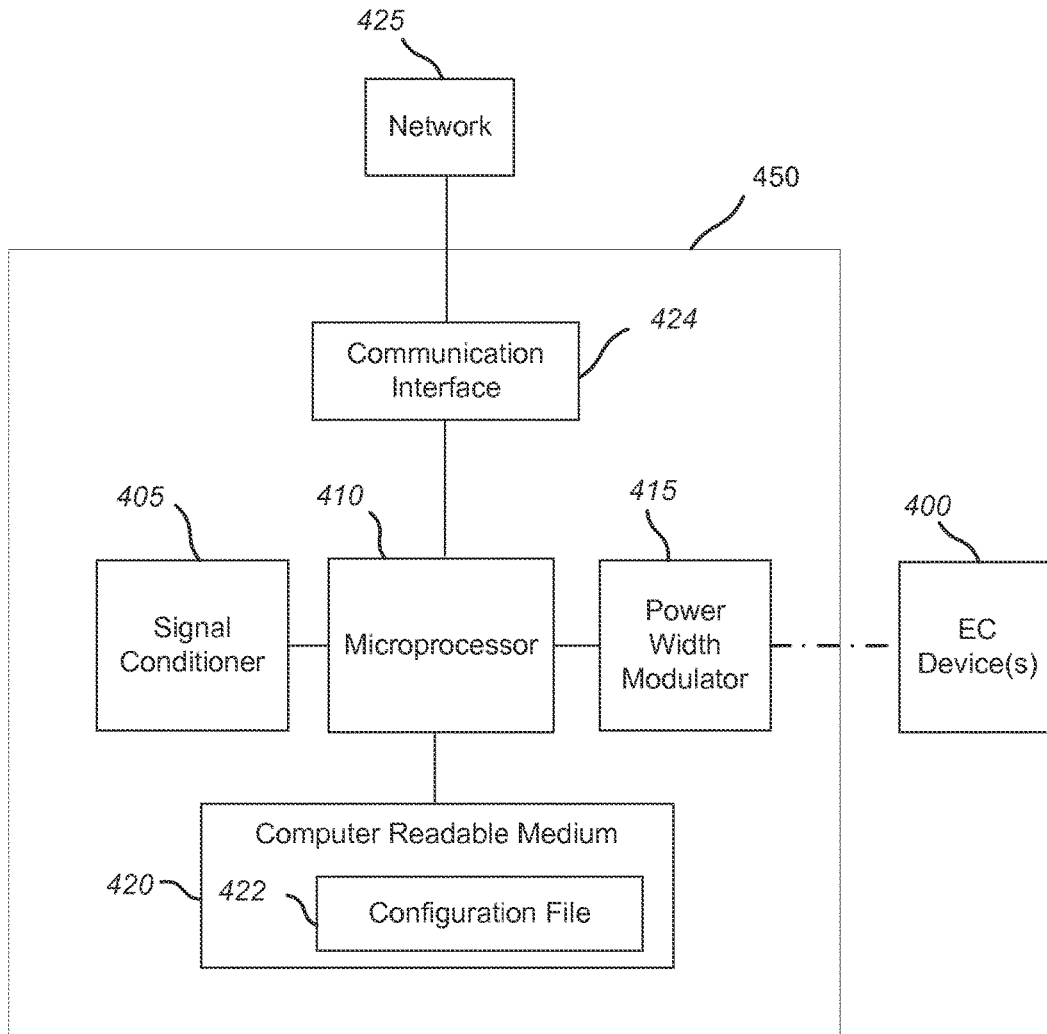 425
Network
450
424
Communication
Interface
405
410
415
400
Signal
Conditioner
Microprocessor
Power
Width
Modulator
EC
Device(s)
Computer Readable Medium
420
422
Configuration File